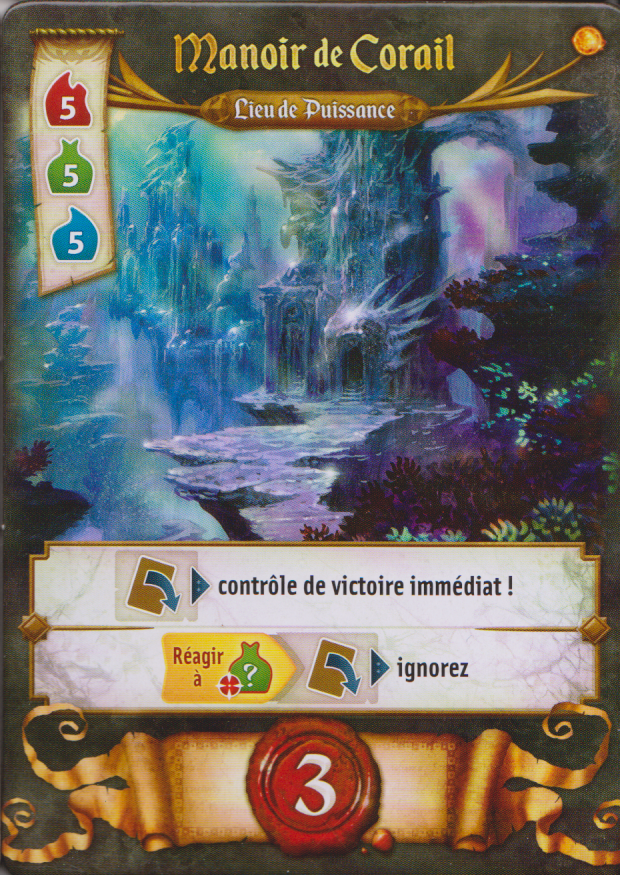 Manoir de Corail
Lieu de Puissance
5
5
5
contrôle de victoire immédiat !
Réagir
à
?
ignorez
3